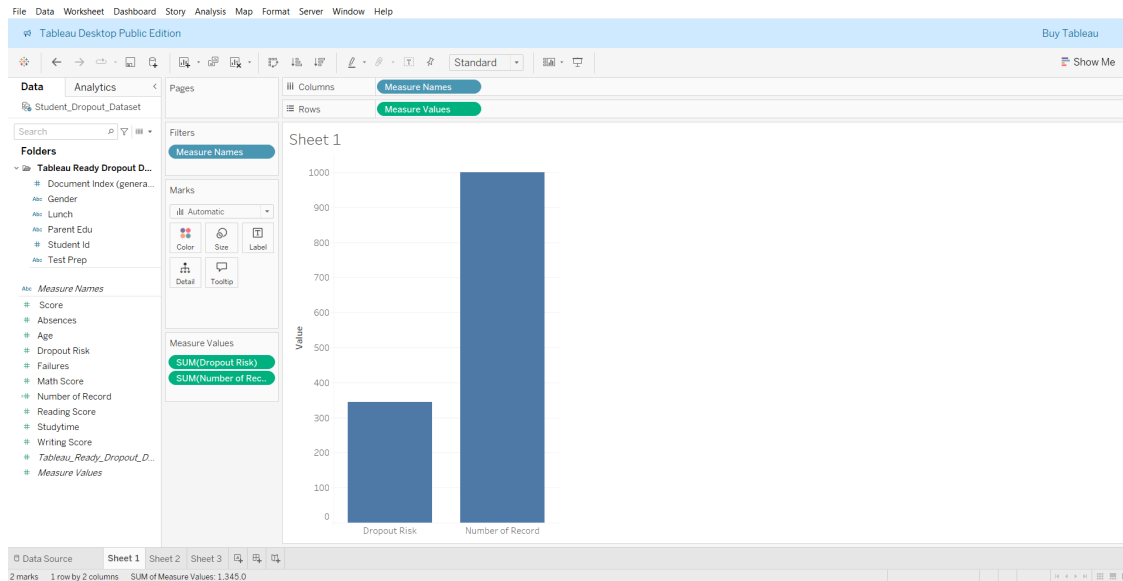 File Data Worksheet Dashboard Story Analysis Map Format Server Window Help
Tableau Desktop Public Edition Buy Tableau
Standard Show Me
Data Analytics
Student_Dropout_Dataset
Search
Folders
Tableau Ready Dropout D...
# Document Index (genera...
Abc Gender
Abc Lunch
Abc Parent Edu
# Student Id
Abc Test Prep
Abc Measure Names
# Score
# Absences
# Age
# Dropout Risk
# Failures
# Math Score
=# Number of Record
# Reading Score
# Studytime
# Writing Score
# Tableau_Ready_Dropout_D...
# Measure Values
Pages
Filters
Measure Names
Marks
Automatic
Color Size Label
Detail Tooltip
Measure Values
SUM(Dropout Risk)
SUM(Number of Rec..
Columns Measure Names
Rows Measure Values
Sheet 1
1000
900
800
700
600
500
400
300
200
100
0
Value
Dropout Risk Number of Record
Data Source Sheet 1 Sheet 2 Sheet 3
2 marks 1 row by 2 columns SUM of Measure Values: 1,345.0